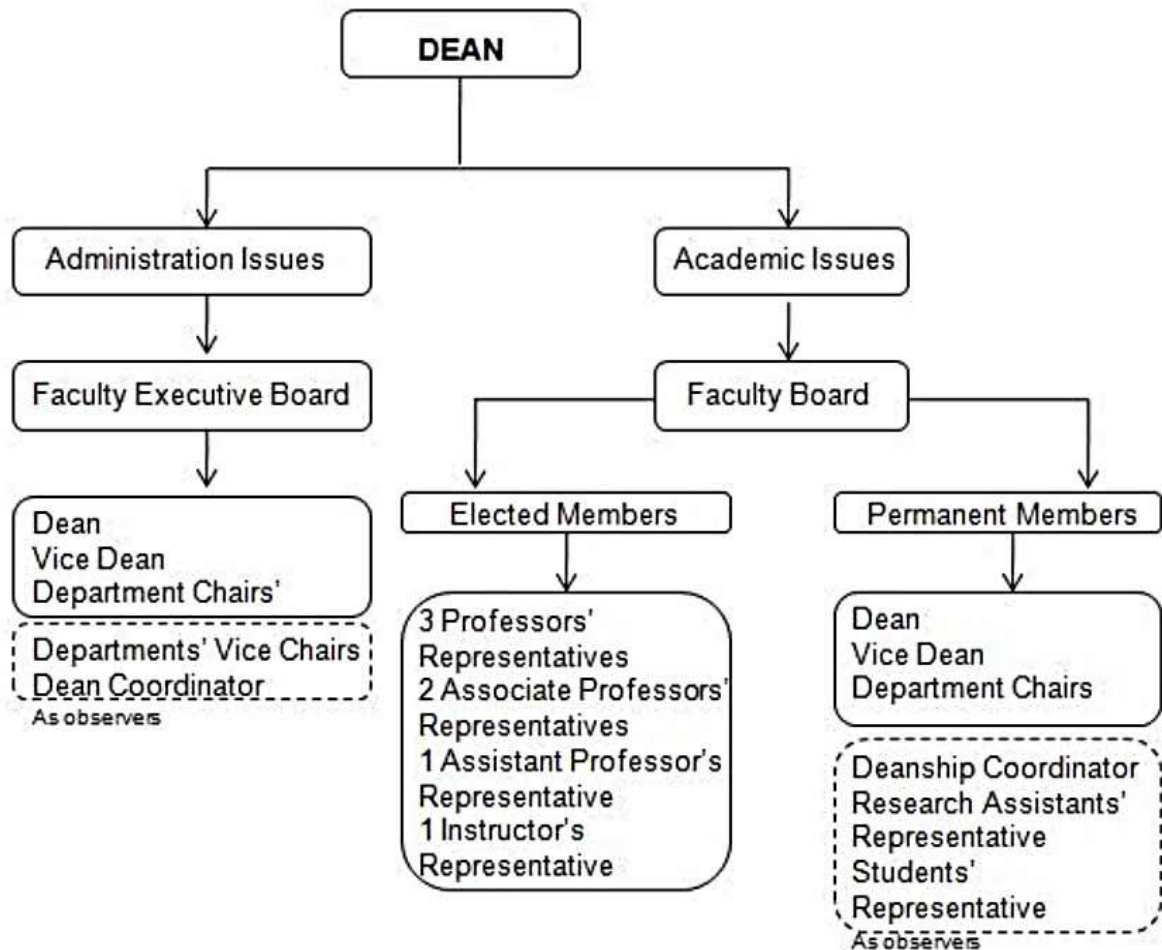 DEAN
Administration Issues
Academic Issues
Faculty Executive Board
Faculty Board
Dean
Vice Dean
Department Chairs’
Departments’ Vice Chairs
Dean Coordinator
As observers
Elected Members
3 Professors’
Representatives
2 Associate Professors’
Representatives
1 Assistant Professor’s
Representative
1 Instructor’s
Representative
Permanent Members
Dean
Vice Dean
Department Chairs
Deanship Coordinator
Research Assistants’
Representative
Students’
Representative
As observers